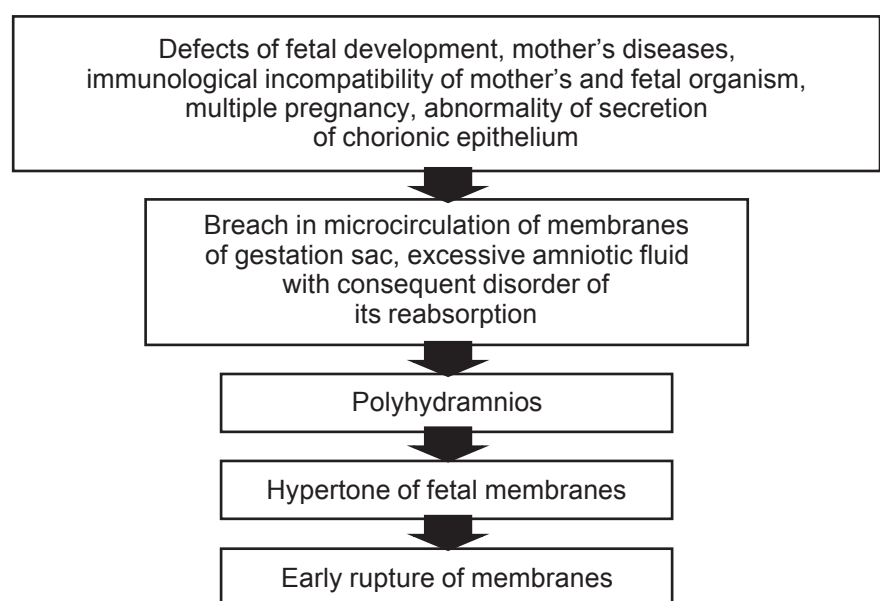 Defects of fetal development, mother’s diseases,
immunological incompatibility of mother’s and fetal organism,
multiple pregnancy, abnormality of secretion
of chorionic epithelium
Breach in microcirculation of membranes
of gestation sac, excessive amniotic fluid
with consequent disorder of
its reabsorption
Polyhydramnios
Hypertone of fetal membranes
Early rupture of membranes